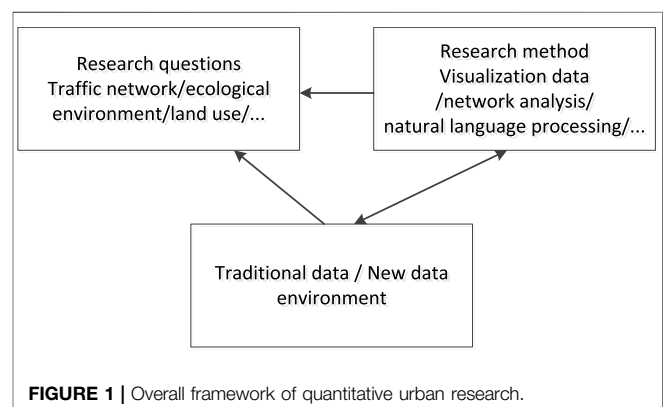 Research questions
Traffic network/ecological
environment/land use/...
Research method
Visualization data
/network analysis/
natural language processing/...
Traditional data / New data
environment
FIGURE 1 | Overall framework of quantitative urban research.